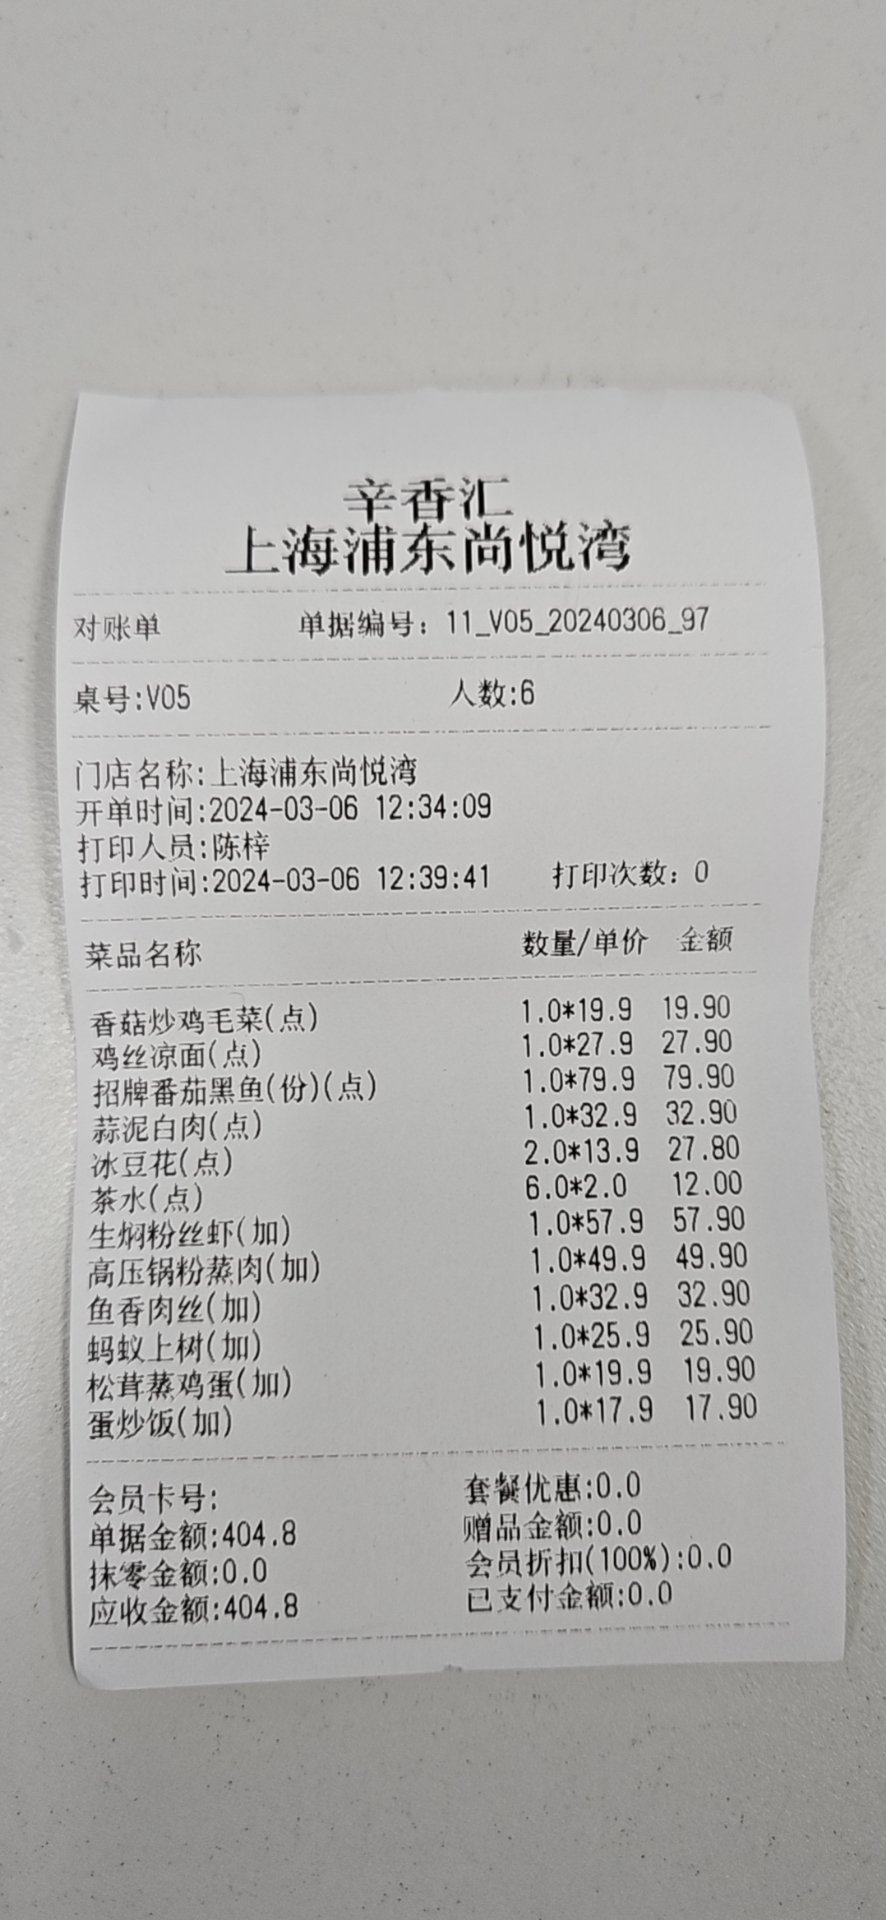 辛香汇
上海浦东尚悦湾
对账单 单据编号：11_V05_20240306_97
桌号:V05 人数:6
门店名称:上海浦东尚悦湾
开单时间:2024-03-06 12:34:09
打印人员:陈梓
打印时间:2024-03-06 12:39:41 打印次数：0
菜品名称 数量/单价 金额
香菇炒鸡毛菜(点) 1.0*19.9 19.90
鸡丝凉面(点) 1.0*27.9 27.90
招牌番茄黑鱼(份)(点) 1.0*79.9 79.90
蒜泥白肉(点) 1.0*32.9 32.90
冰豆花(点) 2.0*13.9 27.80
茶水(点) 6.0*2.0 12.00
生焖粉丝虾(加) 1.0*57.9 57.90
高压锅粉蒸肉(加) 1.0*49.9 49.90
鱼香肉丝(加) 1.0*32.9 32.90
蚂蚁上树(加) 1.0*25.9 25.90
松茸蒸鸡蛋(加) 1.0*19.9 19.90
蛋炒饭(加) 1.0*17.9 17.90
会员卡号: 套餐优惠:0.0
单据金额:404.8 赠品金额:0.0
抹零金额:0.0 会员折扣(100%):0.0
应收金额:404.8 已支付金额:0.0